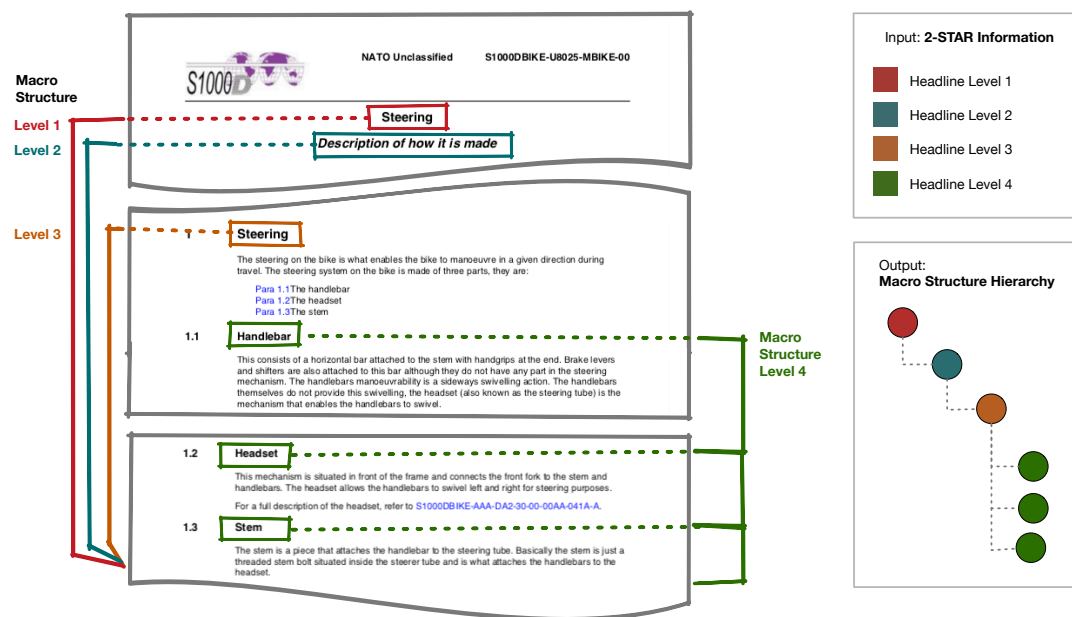 NATO Unclassified S1000DBIKE-U8025-MBIKE-00
S1000D
Macro
Structure
Level 1
Steering
Level 2
Description of how it is made
Level 3
1 Steering
The steering on the bike is what enables the bike to manoeuvre in a given direction during
travel. The steering system on the bike is made of three parts, they are:
Para 1.1The handlebar
Para 1.2The headset
Para 1.3The stem
1.1 Handlebar
This consists of a horizontal bar attached to the stem with handgrips at the end. Brake levers
and shifters are also attached to this bar although they do not have any part in the steering
mechanism. The handlebars manoeuvrability is a sideways swivelling action. The handlebars
themselves do not provide this swivelling, the headset (also known as the steering tube) is the
mechanism that enables the handlebars to swivel.
Macro
Structure
Level 4
1.2 Headset
This mechanism is situated in front of the frame and connects the front fork to the stem and
handlebars. The headset allows the handlebars to swivel left and right for steering purposes.
For a full description of the headset, refer to S1000DBIKE-AAA-DA2-30-00-00AA-041A-A.
1.3 Stem
The stem is a piece that attaches the handlebar to the steering tube. Basically the stem is just a
threaded stem bolt situated inside the steerer tube and is what attaches the handlebars to the
headset.
Input: 2-STAR Information
Headline Level 1
Headline Level 2
Headline Level 3
Headline Level 4
Output:
Macro Structure Hierarchy